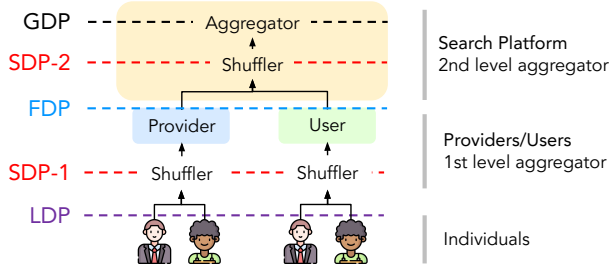 GDP
Aggregator
Search Platform
2nd level aggregator
SDP-2
Shuffler
FDP
Provider
User
Providers/Users
1st level aggregator
SDP-1
Shuffler
Shuffler
LDP
Individuals